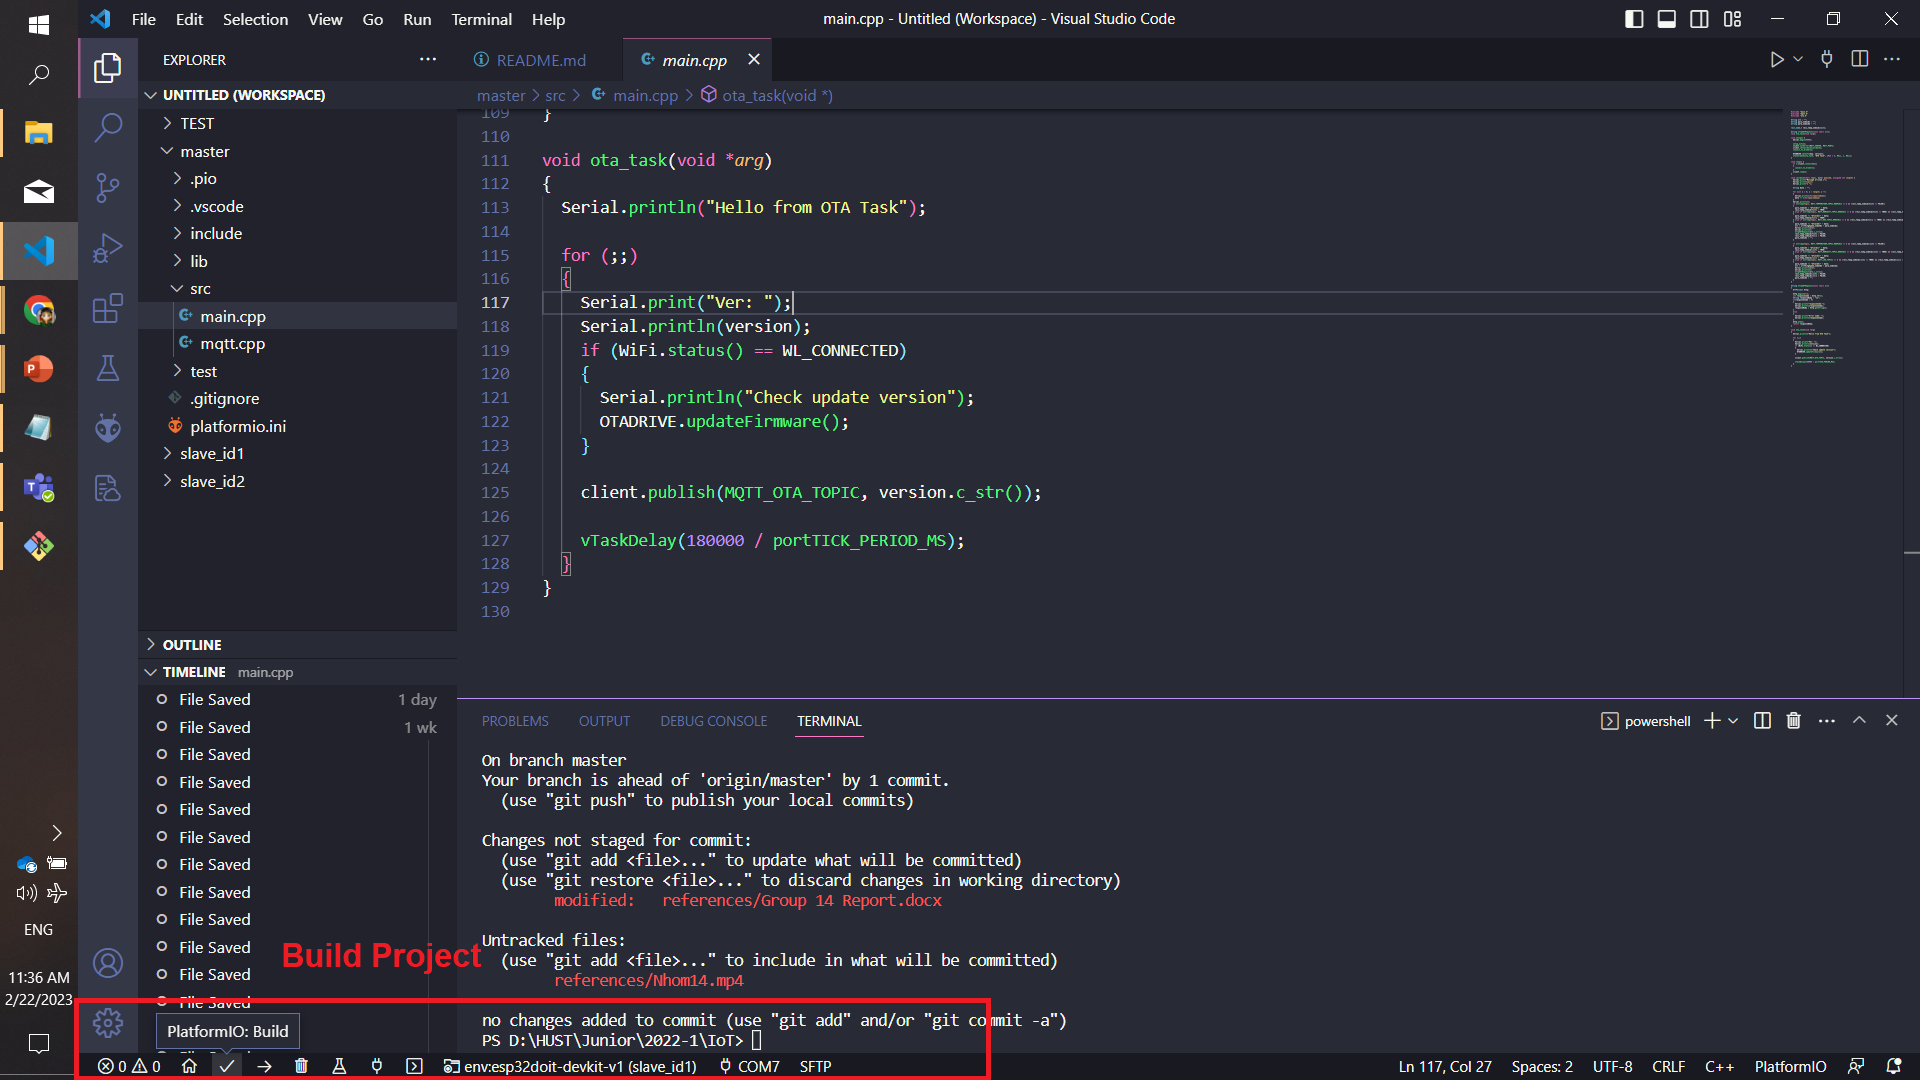 File Edit Selection View Go Run Terminal Help
main.cpp - Untitled (Workspace) - Visual Studio Code
EXPLORER
README.md
main.cpp
UNTITLED (WORKSPACE)
master > src > main.cpp > ota_task(void *)
TEST
master
.pio
.vscode
include
lib
src
main.cpp
mqtt.cpp
test
.gitignore
platformio.ini
slave_id1
slave_id2
109 }
110
111 void ota_task(void *arg)
112 {
113 Serial.println("Hello from OTA Task");
114
115 for (;;)
116 {
117 Serial.print("Ver: ");
118 Serial.println(version);
119 if (WiFi.status() == WL_CONNECTED)
120 {
121 Serial.println("Check update version");
122 OTADRIVE.updateFirmware();
123 }
124
125 client.publish(MQTT_OTA_TOPIC, version.c_str());
126
127 vTaskDelay(180000 / portTICK_PERIOD_MS);
128 }
129 }
130
OUTLINE
TIMELINE main.cpp
File Saved 1 day
File Saved 1 wk
File Saved
File Saved
File Saved
File Saved
File Saved
File Saved
File Saved
File Saved
File Saved
File Saved
PROBLEMS OUTPUT DEBUG CONSOLE TERMINAL
powershell
On branch master
Your branch is ahead of 'origin/master' by 1 commit.
(use "git push" to publish your local commits)
Changes not staged for commit:
(use "git add <file>..." to update what will be committed)
(use "git restore <file>..." to discard changes in working directory)
modified: references/Group 14 Report.docx
Untracked files:
(use "git add <file>..." to include in what will be committed)
references/Nhom14.mp4
no changes added to commit (use "git add" and/or "git commit -a")
PS D:\HUST\Junior\2022-1\IoT>
Build Project
PlatformIO: Build
ENG
11:36 AM
2/22/2023
0 0 env:esp32doit-devkit-v1 (slave_id1) COM7 SFTP
Ln 117, Col 27 Spaces: 2 UTF-8 CRLF C++ PlatformIO